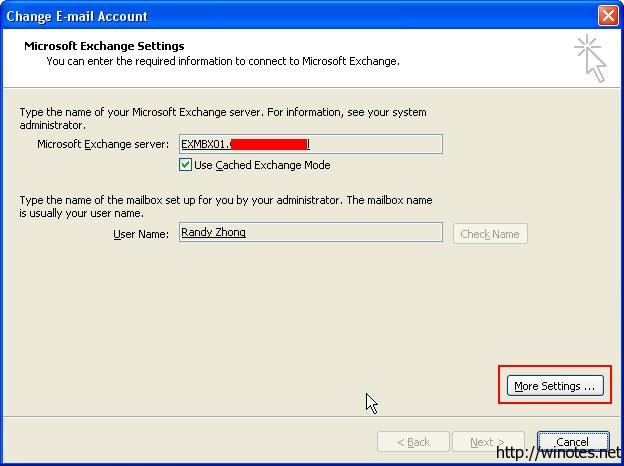 Change E-mail Account
Microsoft Exchange Settings
You can enter the required information to connect to Microsoft Exchange.
Type the name of your Microsoft Exchange server. For information, see your system
administrator.
Microsoft Exchange server: EXMBX01.
Use Cached Exchange Mode
Type the name of the mailbox set up for you by your administrator. The mailbox name
is usually your user name.
User Name: Randy Zhong Check Name
More Settings ...
< Back Next > Cancel
http://winotes.net